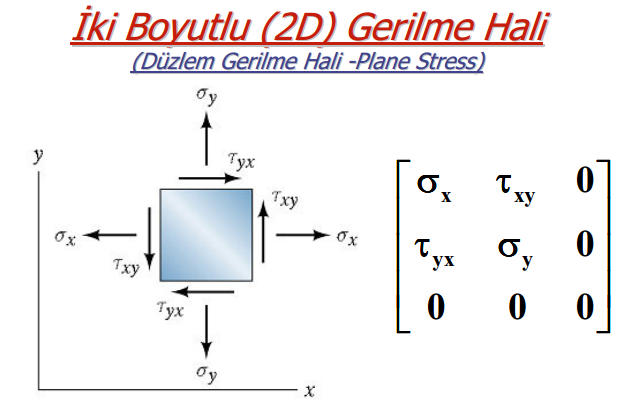 İki Boyutlu (2D) Gerilme Hali
(Düzlem Gerilme Hali -Plane Stress)
σy
y
τyx
τxy
σx
σx
τxy
τyx
σy
x
σx τxy 0
τyx σy 0
0 0 0